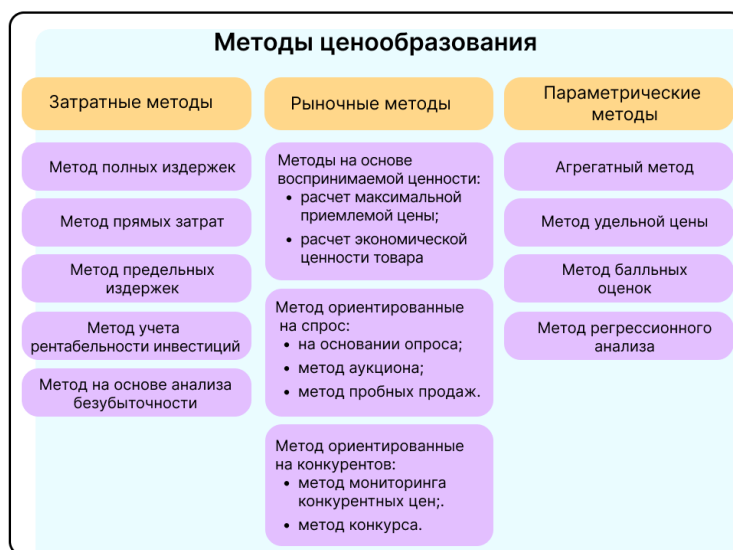 Методы ценообразования
Затратные методы
Метод полных издержек
Метод прямых затрат
Метод предельных
издержек
Метод учета
рентабельности инвестиций
Метод на основе анализа
безубыточности
Рыночные методы
Методы на основе
воспринимаемой ценности:
• расчет максимальной
приемлемой цены;
• расчет экономической
ценности товара
Метод ориентированные
на спрос:
• на основании опроса;
• метод аукциона;
• метод пробных продаж.
Метод ориентированные
на конкурентов:
• метод мониторинга
конкурентных цен;.
• метод конкурса.
Параметрические
методы
Агрегатный метод
Метод удельной цены
Метод балльных
оценок
Метод регрессионного
анализа